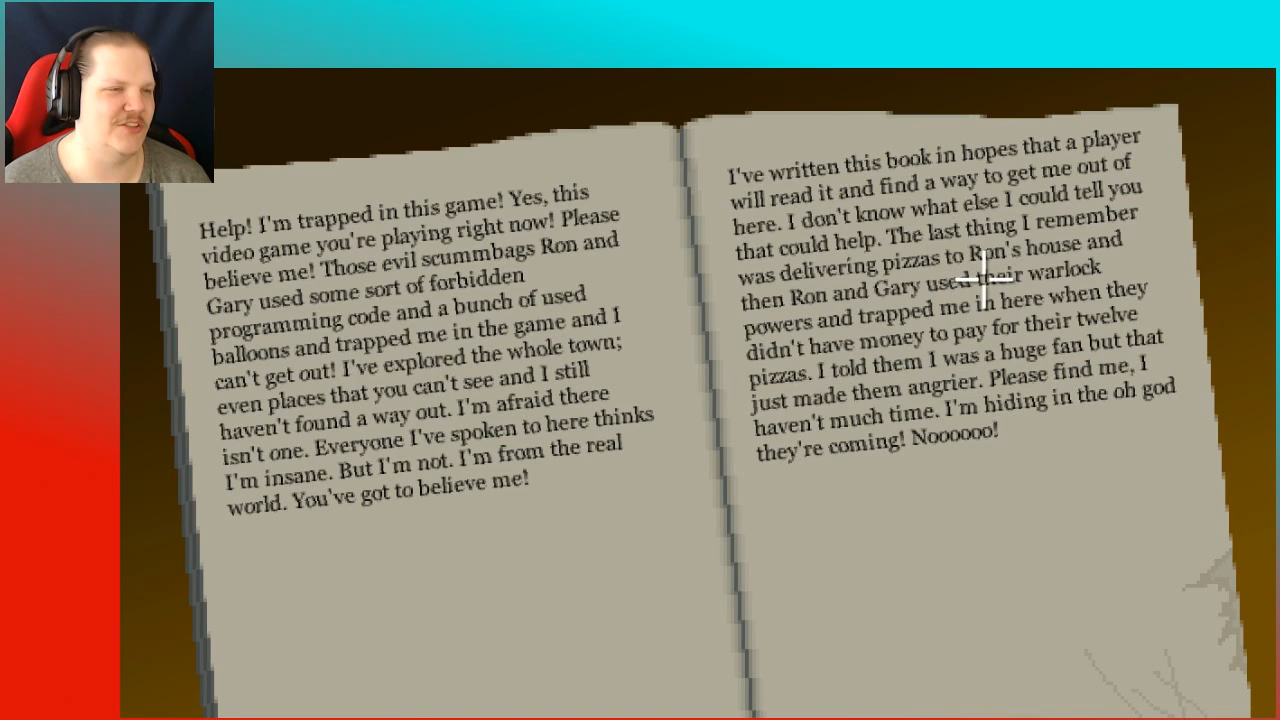 Help! I'm trapped in this game! Yes, this
video game you're playing right now! Please
believe me! Those evil scummbags Ron and
Gary used some sort of forbidden
programming code and a bunch of used
balloons and trapped me in the game and I
can't get out! I've explored the whole town;
even places that you can't see and I still
haven't found a way out. I'm afraid there
isn't one. Everyone I've spoken to here thinks
I'm insane. But I'm not. I'm from the real
world. You've got to believe me!
I've written this book in hopes that a player
will read it and find a way to get me out of
here. I don't know what else I could tell you
that could help. The last thing I remember
was delivering pizzas to Ron's house and
then Ron and Gary used their warlock
powers and trapped me in here when they
didn't have money to pay for their twelve
pizzas. I told them I was a huge fan but that
just made them angrier. Please find me, I
haven't much time. I'm hiding in the oh god
they're coming! Noooooo!